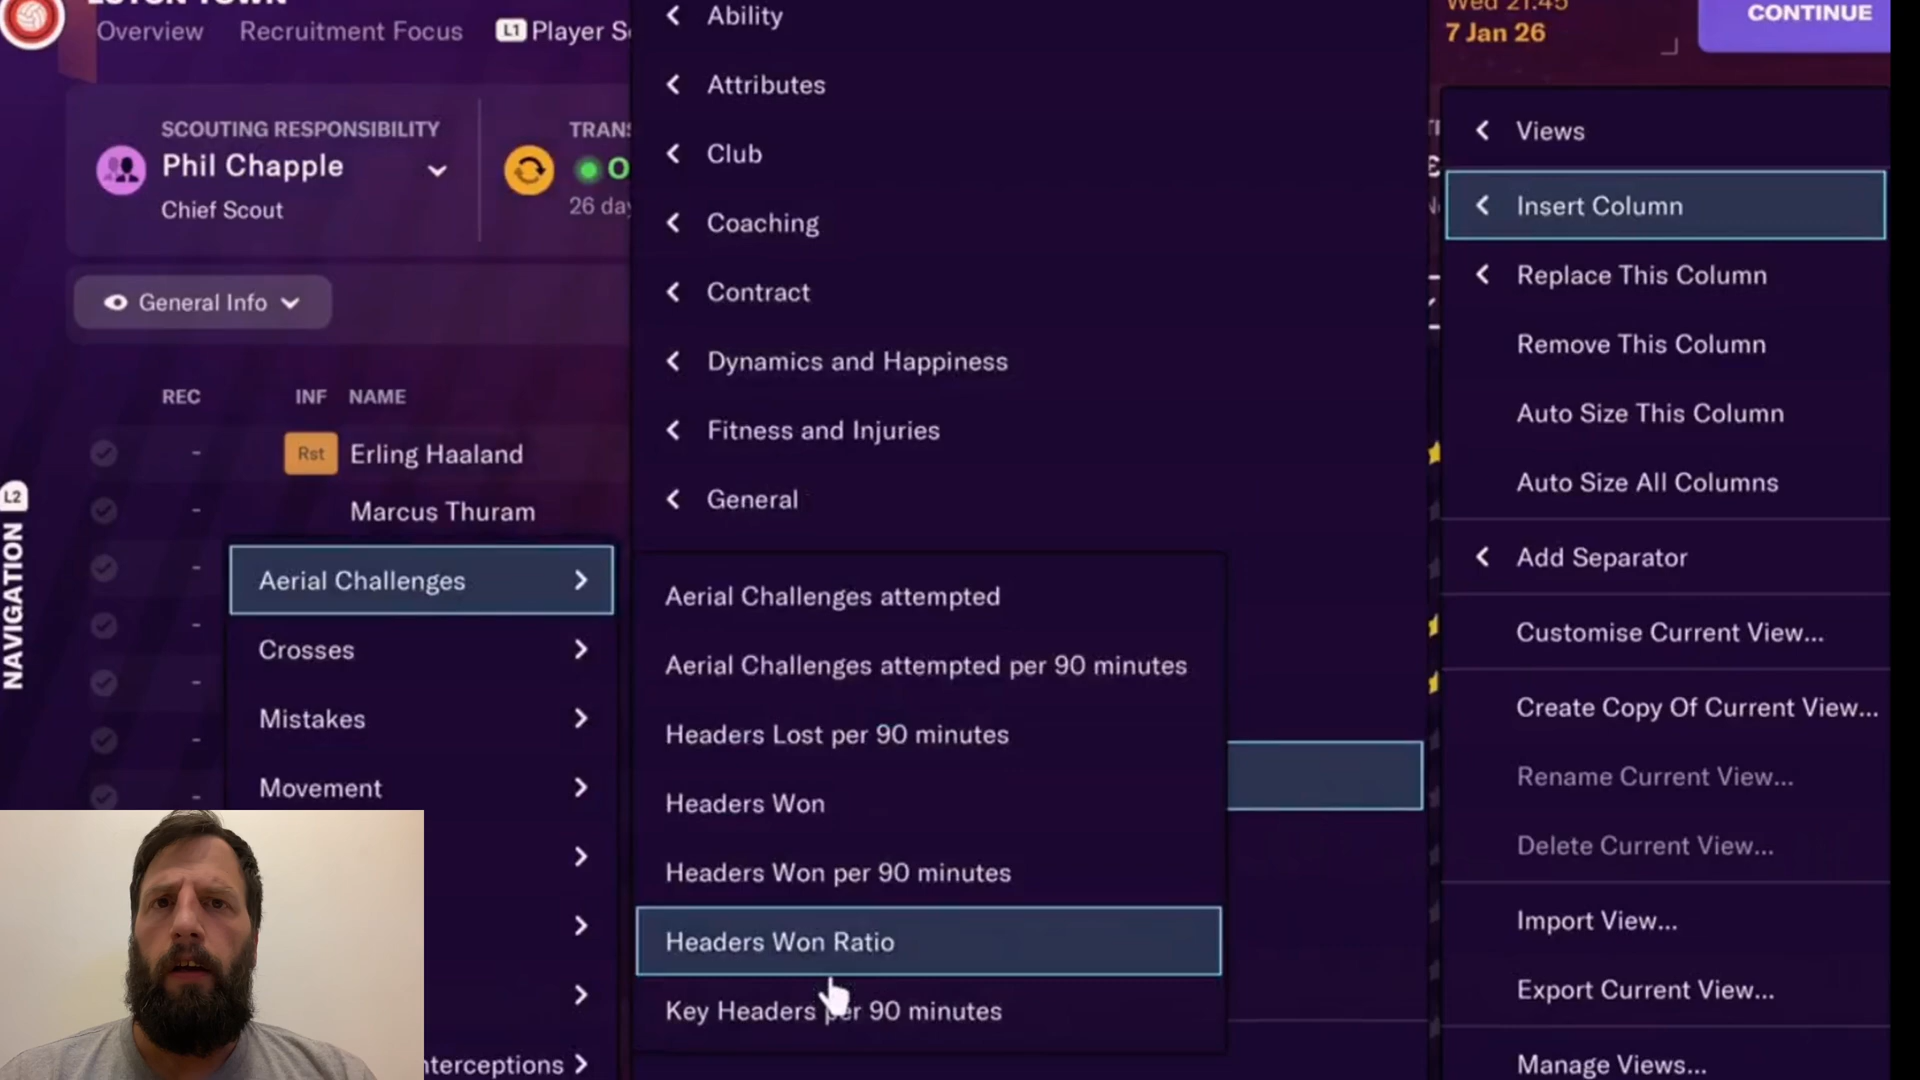 Overview
Recruitment Focus
L1 Player
SCOUTING RESPONSIBILITY
Phil Chapple
Chief Scout
26
General Info
REC
INF
NAME
-
Rst
Erling Haaland
-
Marcus Thuram
-
-
-
-
-
L2
NAVIGATION
Aerial Challenges
Crosses
Mistakes
Movement
Ability
Attributes
Club
Coaching
Contract
Dynamics and Happiness
Fitness and Injuries
General
Aerial Challenges attempted
Aerial Challenges attempted per 90 minutes
Headers Lost per 90 minutes
Headers Won
Headers Won per 90 minutes
Headers Won Ratio
Key Headers per 90 minutes
Wed 21:45
7 Jan 26
CONTINUE
Views
Insert Column
Replace This Column
Remove This Column
Auto Size This Column
Auto Size All Columns
Add Separator
Customise Current View...
Create Copy Of Current View...
Rename Current View...
Delete Current View...
Import View...
Export Current View...
Manage Views...